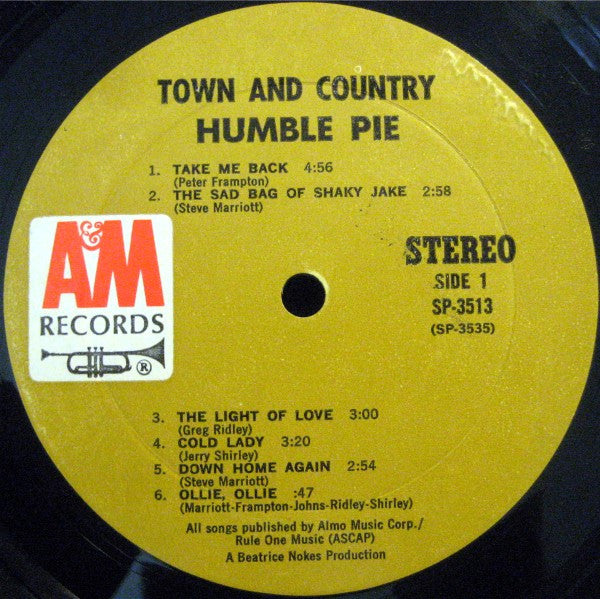 TOWN AND COUNTRY
HUMBLE PIE
1. TAKE ME BACK 4:56
(Peter Frampton)
2. THE SAD BAG OF SHAKY JAKE 2:58
(Steve Marriott)
A&M
RECORDS
®
STEREO
SIDE 1
SP-3513
(SP-3535)
3. THE LIGHT OF LOVE 3:00
(Greg Ridley)
4. COLD LADY 3:20
(Jerry Shirley)
5. DOWN HOME AGAIN 2:54
(Steve Marriott)
6. OLLIE, OLLIE :47
(Marriott-Frampton-Johns-Ridley-Shirley)
All songs published by Almo Music Corp./
Rule One Music (ASCAP)
A Beatrice Nokes Production